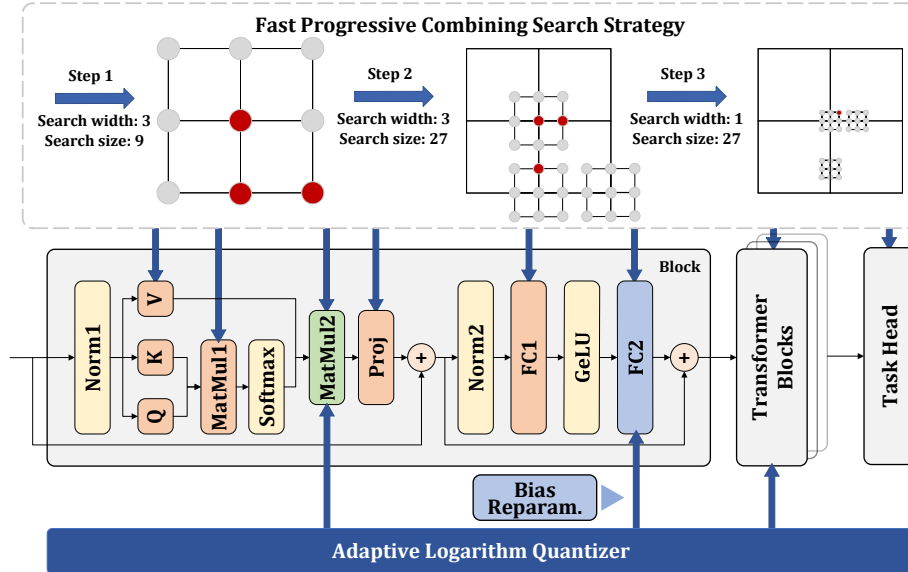 Fast Progressive Combining Search Strategy
Step 1
Search width: 3
Search size: 9
Step 2
Search width: 3
Search size: 27
Step 3
Search width: 1
Search size: 27
Block
Norm1
V
K
Q
MatMul1
Softmax
MatMul2
Proj
+
Norm2
FC1
GeLU
FC2
+
Transformer
Blocks
Task Head
Bias
Reparam.
Adaptive Logarithm Quantizer